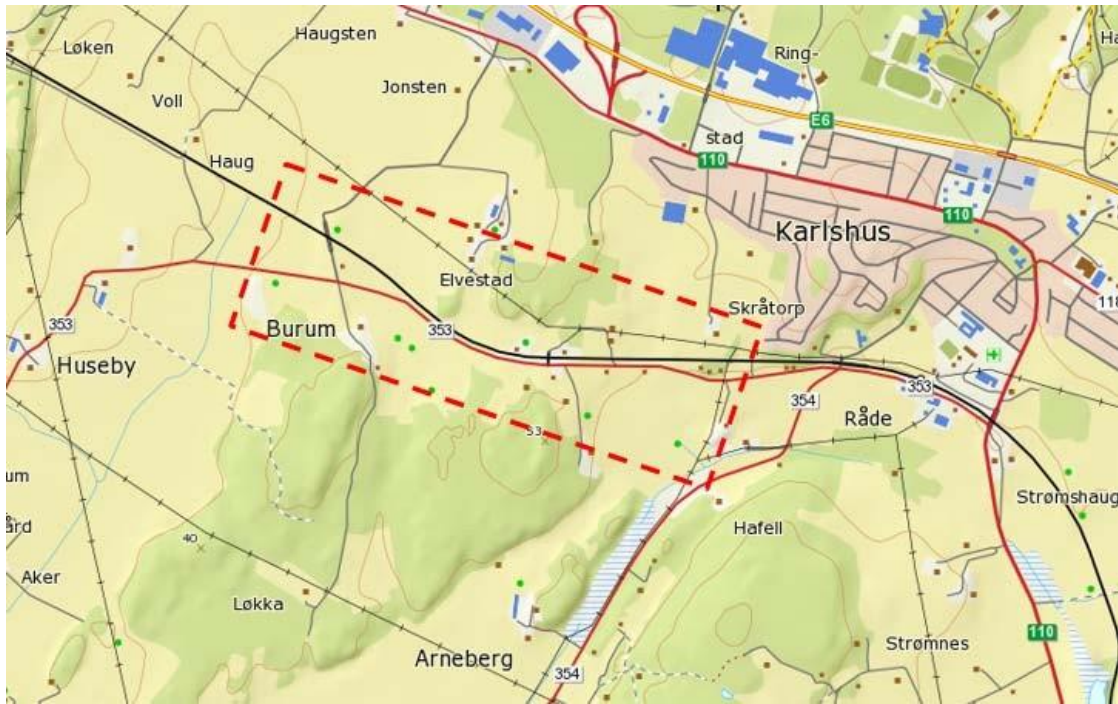 Løken
Haugsten
Ring-
Voll
Jonsten
E6
stad
110
Haug
110
Karlshus
Elvestad
Skråtorp
118
353
Burum
353
Huseby
353
354
Råde
53
um
Strømshaug
ård
Hafell
40
Aker
Løkka
110
Strømnes
Arneberg
354